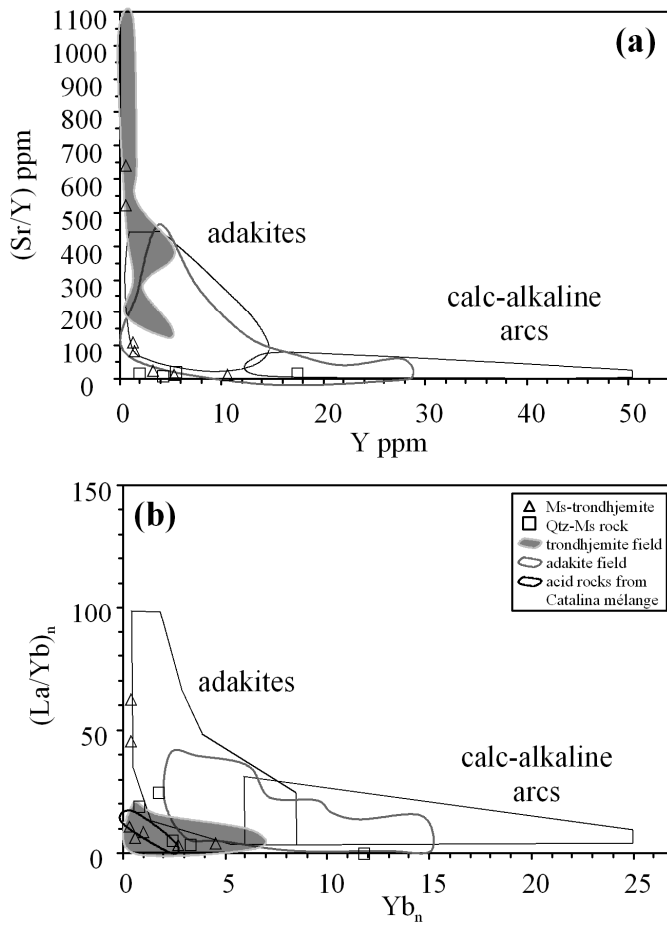 1100
1000
900
800
700
600
500
400
300
200
100
0
(Sr/Y) ppm
(a)
adakites
calc-alkaline
arcs
0 10 20 30 40 50
Y ppm
150
100
50
0
(La/Yb)n
(b)
Ms-trondhjemite
Qtz-Ms rock
trondhjemite field
adakite field
acid rocks from
Catalina mélange
adakites
calc-alkaline
arcs
0 5 10 15 20 25
Ybn